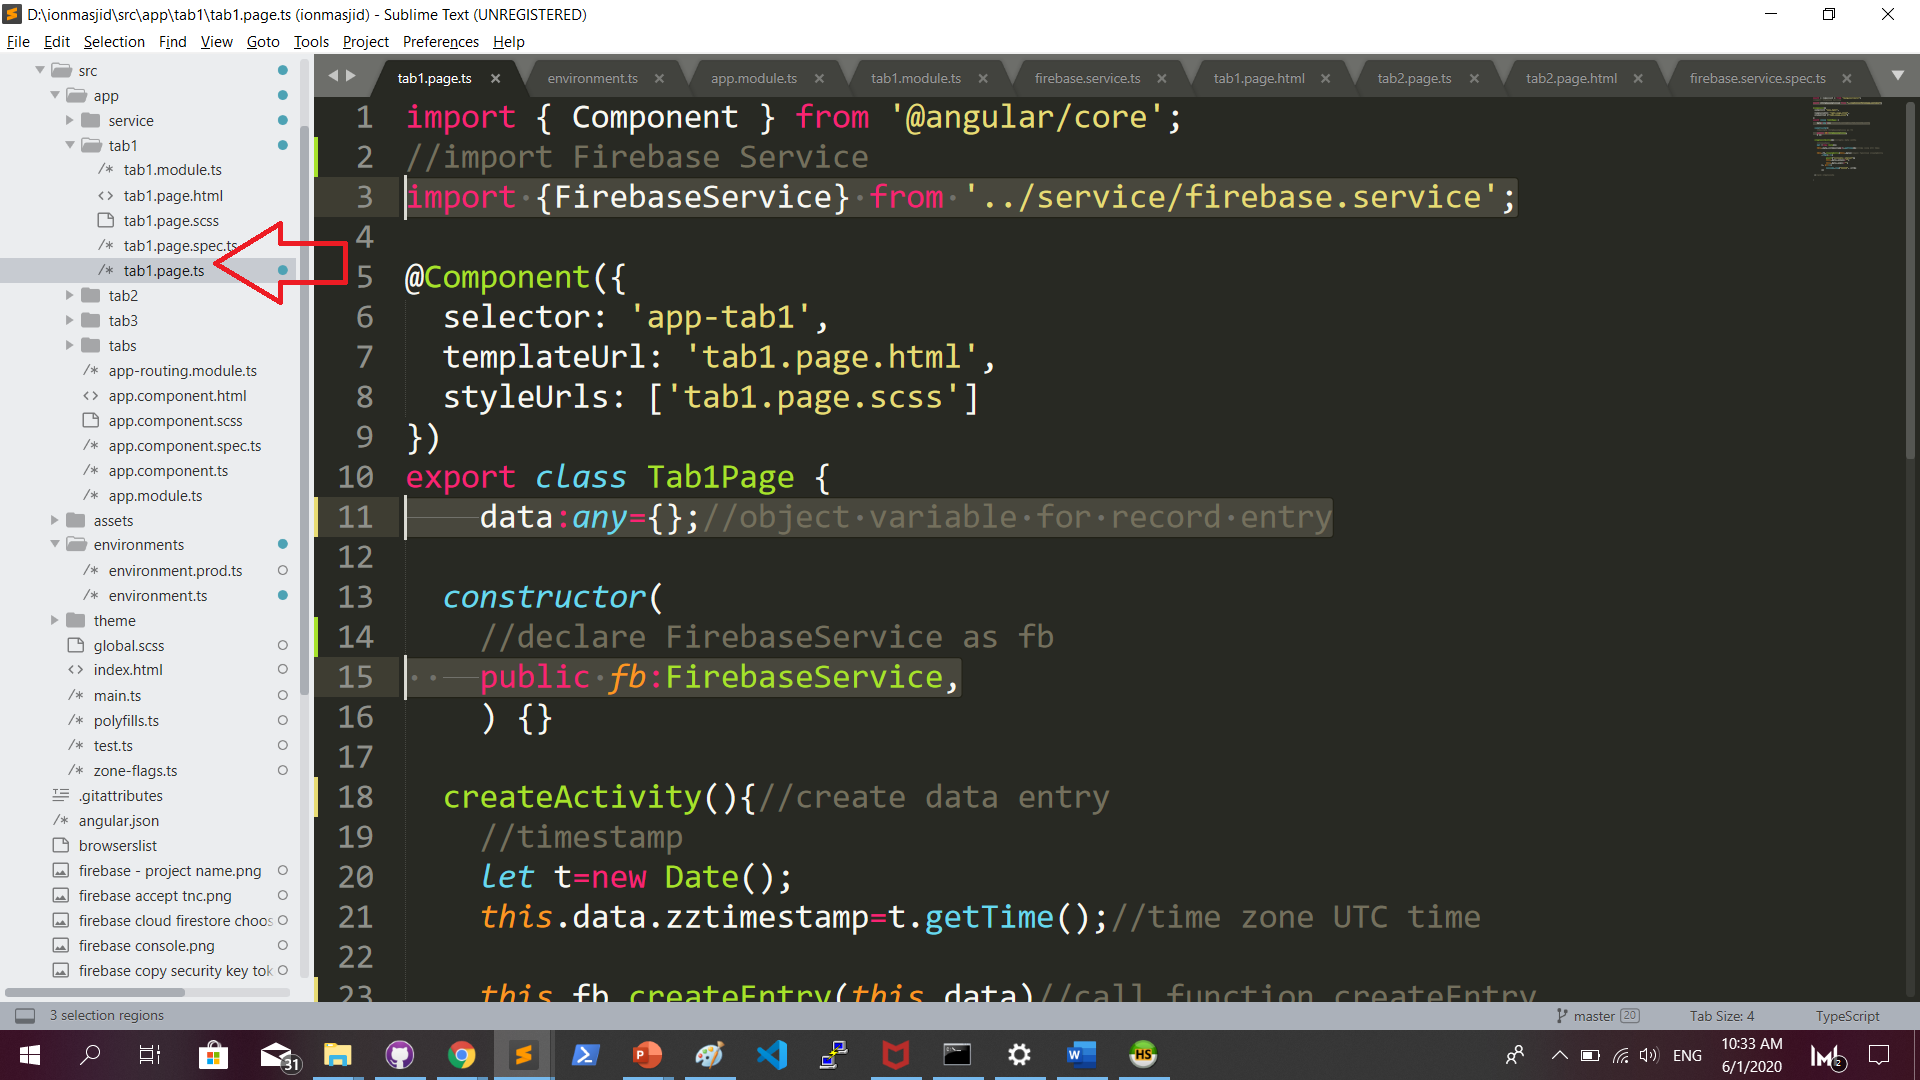 D:\ionmasjid\src\app\tab1\tab1.page.ts (ionmasjid) - Sublime Text (UNREGISTERED)
File Edit Selection Find View Goto Tools Project Preferences Help
src
app
service
tab1
tab1.module.ts
tab1.page.html
tab1.page.scss
tab1.page.spec.ts
tab1.page.ts
tab2
tab3
tabs
app-routing.module.ts
app.component.html
app.component.scss
app.component.spec.ts
app.component.ts
app.module.ts
assets
environments
environment.prod.ts
environment.ts
theme
global.scss
index.html
main.ts
polyfills.ts
test.ts
zone-flags.ts
.gitattributes
angular.json
browserslist
firebase - project name.png
firebase accept tnc.png
firebase cloud firestore choos
firebase console.png
firebase copy security key tok
tab1.page.ts environment.ts app.module.ts tab1.module.ts firebase.service.ts tab1.page.html tab2.page.ts tab2.page.html firebase.service.spec.ts
1 import { Component } from '@angular/core';
2 //import Firebase Service
3 import {FirebaseService} from '../service/firebase.service';
4
5 @Component({
6 selector: 'app-tab1',
7 templateUrl: 'tab1.page.html',
8 styleUrls: ['tab1.page.scss']
9 })
10 export class Tab1Page {
11 data:any={};//object variable for record entry
12
13 constructor(
14 //declare FirebaseService as fb
15 public fb:FirebaseService,
16 ) {}
17
18 createActivity(){//create data entry
19 //timestamp
20 let t=new Date();
21 this.data.zztimestamp=t.getTime();//time zone UTC time
22
23 this.fb.createEntry(this.data)//call function createEntry
3 selection regions master 20 Tab Size: 4 TypeScript
31 ENG 10:33 AM 2
6/1/2020